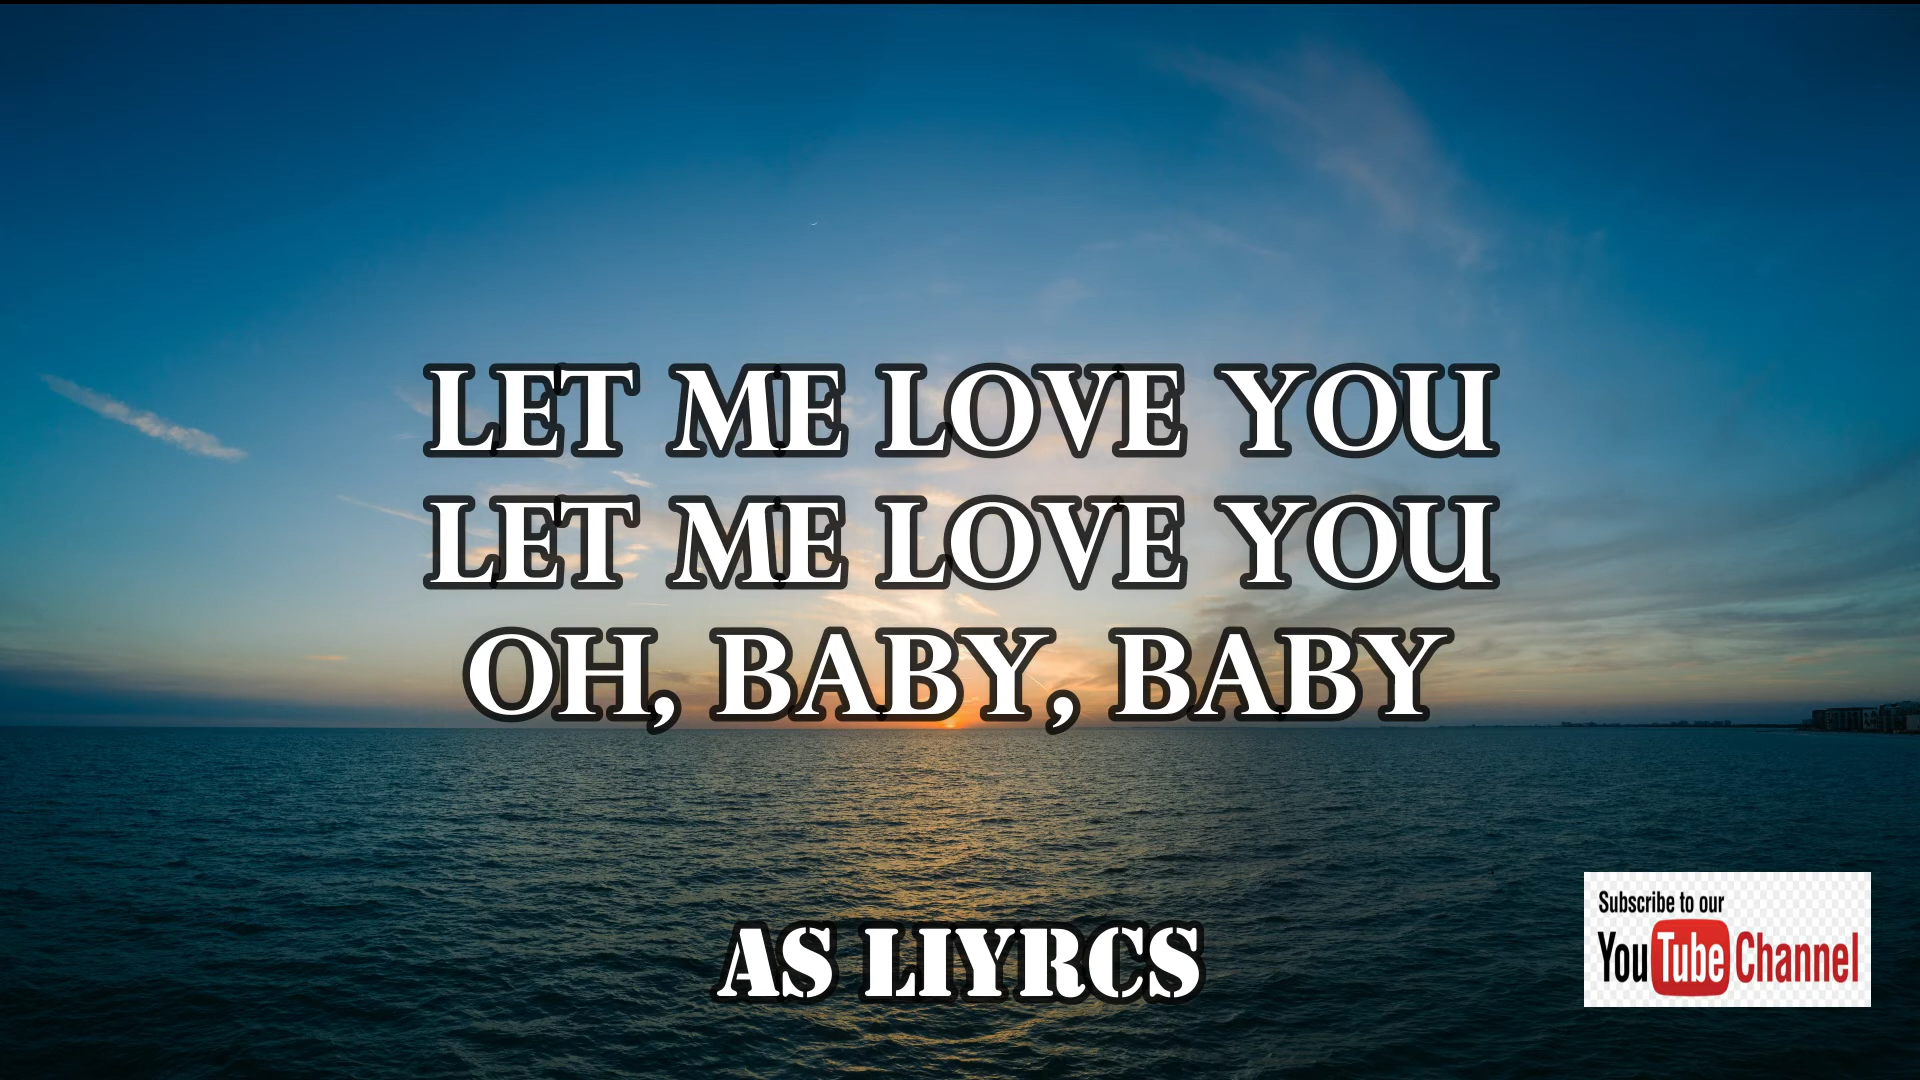 LET ME LOVE YOU
LET ME LOVE YOU
OH, BABY, BABY
AS LIYRCS
Subscribe to our
YouTube Channel